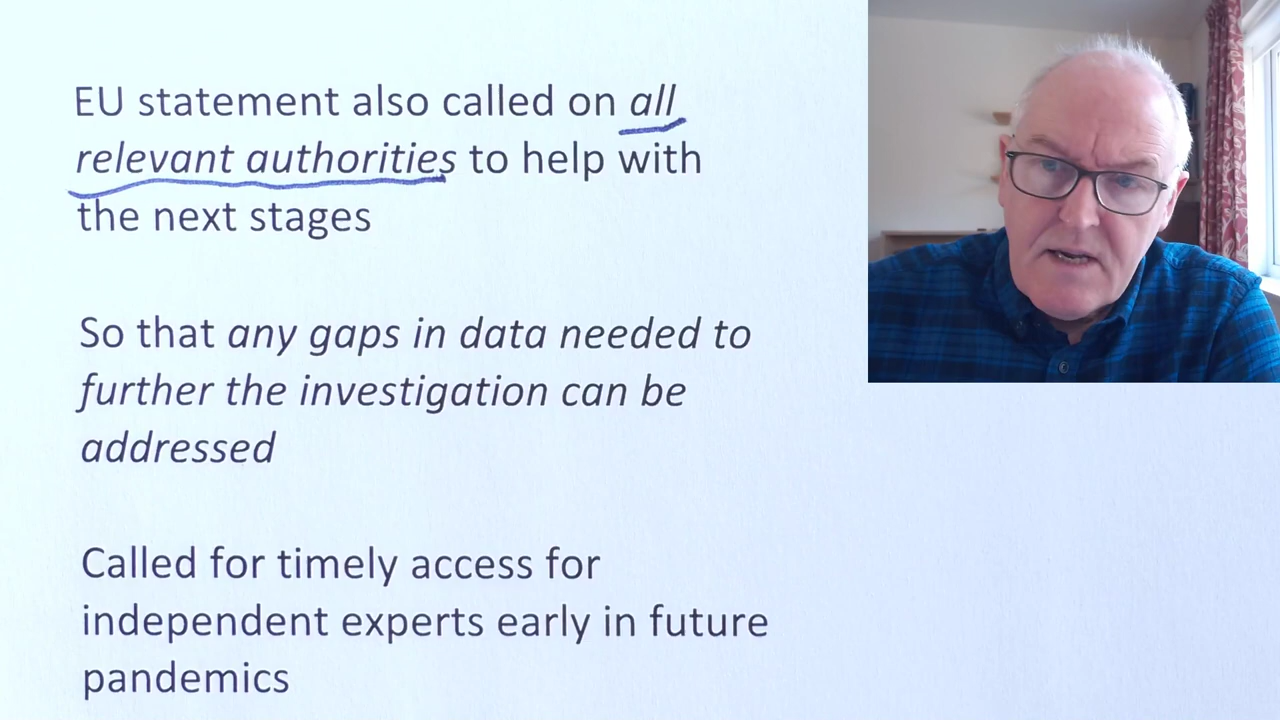 EU statement also called on all
relevant authorities to help with
the next stages
So that any gaps in data needed to
further the investigation can be
addressed
Called for timely access for
independent experts early in future
pandemics